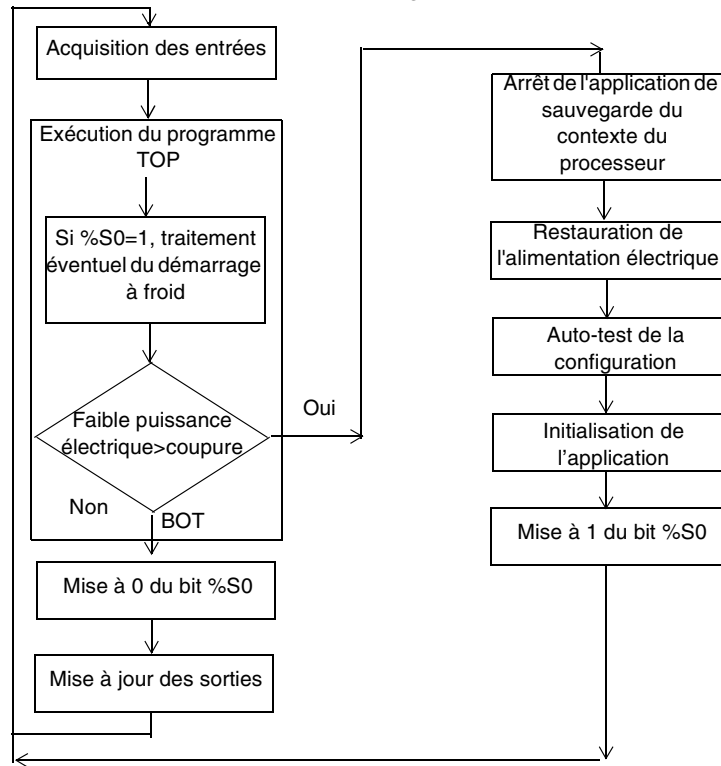 Acquisition des entrées
Exécution du programme
TOP
Si %S0=1, traitement
éventuel du démarrage
à froid
Faible puissance
électrique>coupure
Oui
Non
BOT
Mise à 0 du bit %S0
Mise à jour des sorties
Arrêt de l'application de
sauvegarde du
contexte du
processeur
Restauration de
l'alimentation électrique
Auto-test de la
configuration
Initialisation de
l'application
Mise à 1 du bit %S0